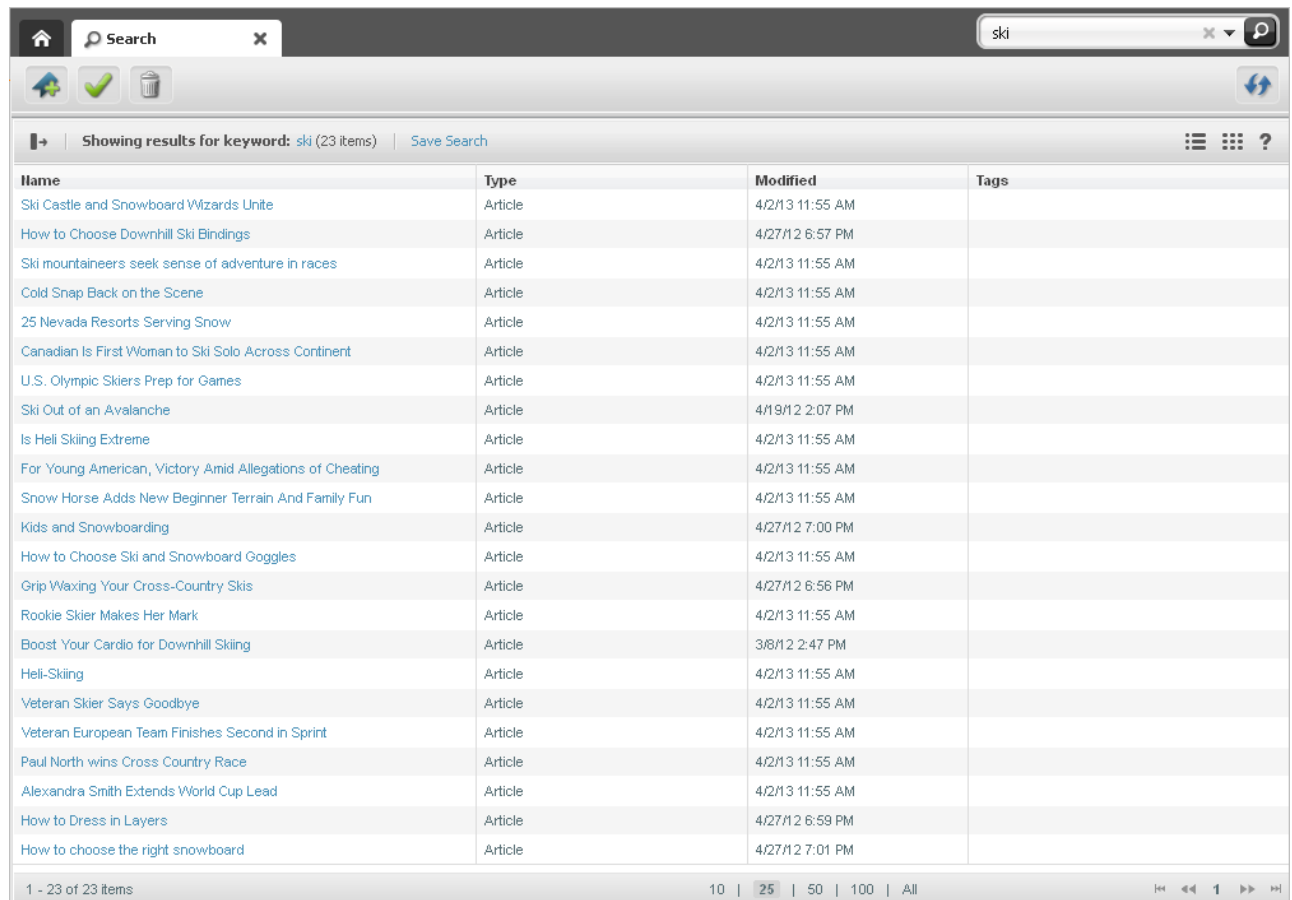 Search
ski
Showing results for keyword: ski (23 items) | Save Search
?
Name Type Modified Tags
Ski Castle and Snowboard Wizards Unite Article 4/2/13 11:55 AM
How to Choose Downhill Ski Bindings Article 4/27/12 6:57 PM
Ski mountaineers seek sense of adventure in races Article 4/2/13 11:55 AM
Cold Snap Back on the Scene Article 4/2/13 11:55 AM
25 Nevada Resorts Serving Snow Article 4/2/13 11:55 AM
Canadian Is First Woman to Ski Solo Across Continent Article 4/2/13 11:55 AM
U.S. Olympic Skiers Prep for Games Article 4/2/13 11:55 AM
Ski Out of an Avalanche Article 4/19/12 2:07 PM
Is Heli Skiing Extreme Article 4/2/13 11:55 AM
For Young American, Victory Amid Allegations of Cheating Article 4/2/13 11:55 AM
Snow Horse Adds New Beginner Terrain And Family Fun Article 4/2/13 11:55 AM
Kids and Snowboarding Article 4/27/12 7:00 PM
How to Choose Ski and Snowboard Goggles Article 4/2/13 11:55 AM
Grip Waxing Your Cross-Country Skis Article 4/27/12 6:56 PM
Rookie Skier Makes Her Mark Article 4/2/13 11:55 AM
Boost Your Cardio for Downhill Skiing Article 3/8/12 2:47 PM
Heli-Skiing Article 4/2/13 11:55 AM
Veteran Skier Says Goodbye Article 4/2/13 11:55 AM
Veteran European Team Finishes Second in Sprint Article 4/2/13 11:55 AM
Paul North wins Cross Country Race Article 4/2/13 11:55 AM
Alexandra Smith Extends World Cup Lead Article 4/2/13 11:55 AM
How to Dress in Layers Article 4/27/12 6:59 PM
How to choose the right snowboard Article 4/27/12 7:01 PM
1 - 23 of 23 items 10 | 25 | 50 | 100 | All 1